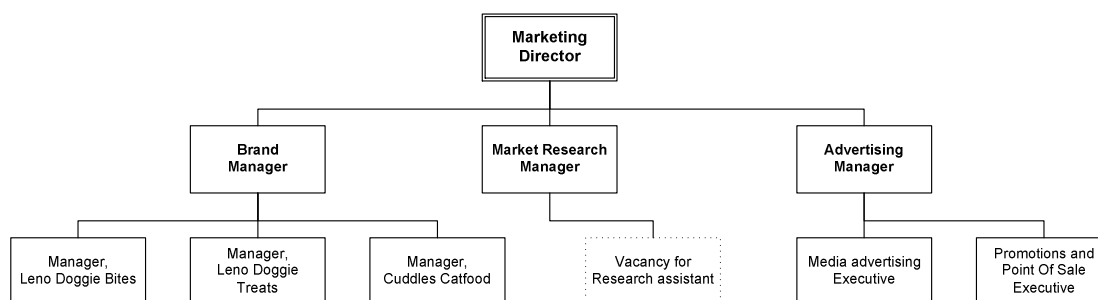 Marketing
Director
Brand
Manager
Market Research
Manager
Advertising
Manager
Manager,
Leno Doggie Bites
Manager,
Leno Doggie
Treats
Manager,
Cuddles Catfood
Vacancy for
Research assistant
Media advertising
Executive
Promotions and
Point Of Sale
Executive